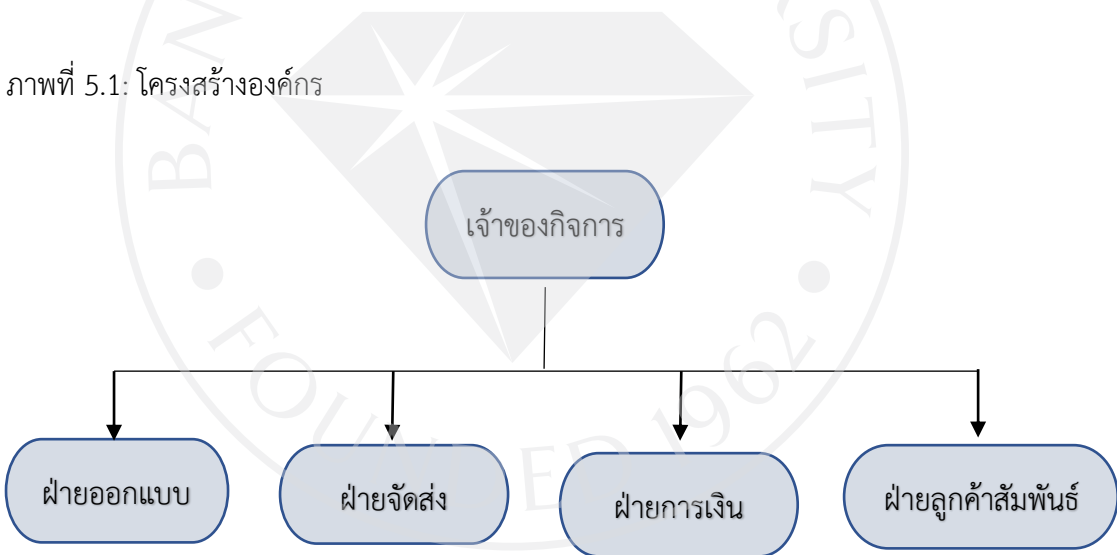 ภาพที่ 5.1: โครงสร้างองค์กร
เจ้าของกิจการ
ฝ่ายออกแบบ
ฝ่ายจัดส่ง
ฝ่ายการเงิน
ฝ่ายลูกค้าสัมพันธ์
FOUNDED 1962